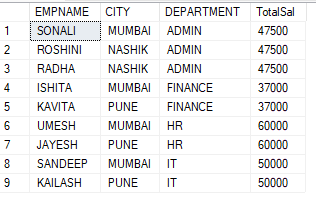 EMPNAME CITY DEPARTMENT TotalSal
1 SONALI MUMBAI ADMIN 47500
2 ROSHINI NASHIK ADMIN 47500
3 RADHA NASHIK ADMIN 47500
4 ISHITA MUMBAI FINANCE 37000
5 KAVITA PUNE FINANCE 37000
6 UMESH MUMBAI HR 60000
7 JAYESH PUNE HR 60000
8 SANDEEP MUMBAI IT 50000
9 KAILASH PUNE IT 50000